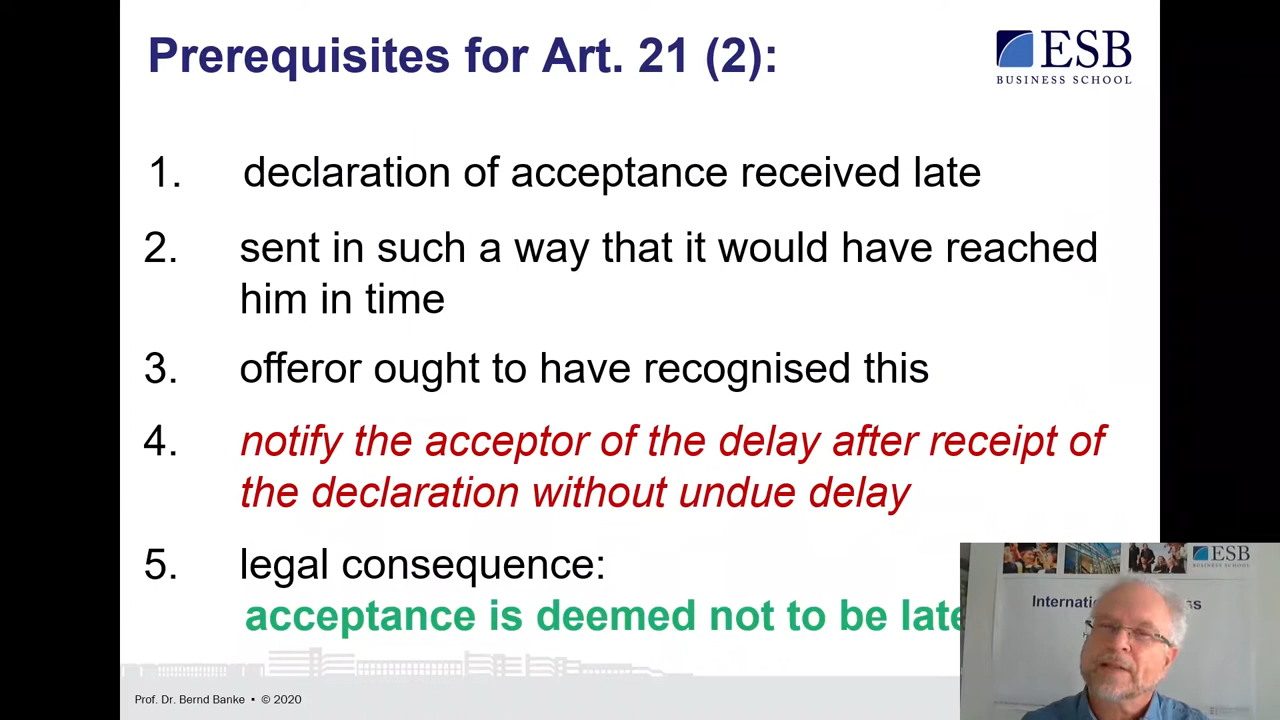 Prerequisites for Art. 21 (2):
ESB
BUSINESS SCHOOL
1. declaration of acceptance received late
2. sent in such a way that it would have reached
him in time
3. offeror ought to have recognised this
4. notify the acceptor of the delay after receipt of
the declaration without undue delay
5. legal consequence:
acceptance is deemed not to be late
Prof. Dr. Bernd Banke • © 2020
ESB
BUSINESS SCHOOL